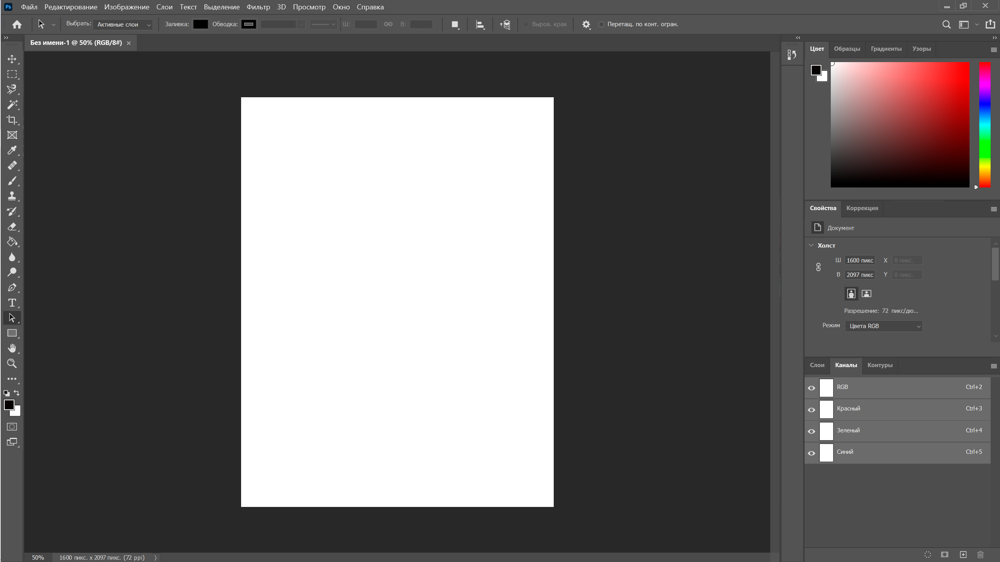 Ps Файл Редактирование Изображение Слои Текст Выделение Фильтр 3D Просмотр Окно Справка
Выбрать: Активные слои Заливка: Обводка: Ш: В: Выров. края Перетащ. по конт. огран.
Без имени-1 @ 50% (RGB/8#)
Цвет Образцы Градиенты Узоры
Свойства Коррекция
Документ
Холст
Ш 1600 пикс. X 0 пикс.
В 2097 пикс. Y 0 пикс.
Разрешение: 72 пикс/дю...
Режим Цвета RGB
Слои Каналы Контуры
RGB Ctrl+2
Красный Ctrl+3
Зеленый Ctrl+4
Синий Ctrl+5
50% 1600 пикс. x 2097 пикс. (72 ppi)